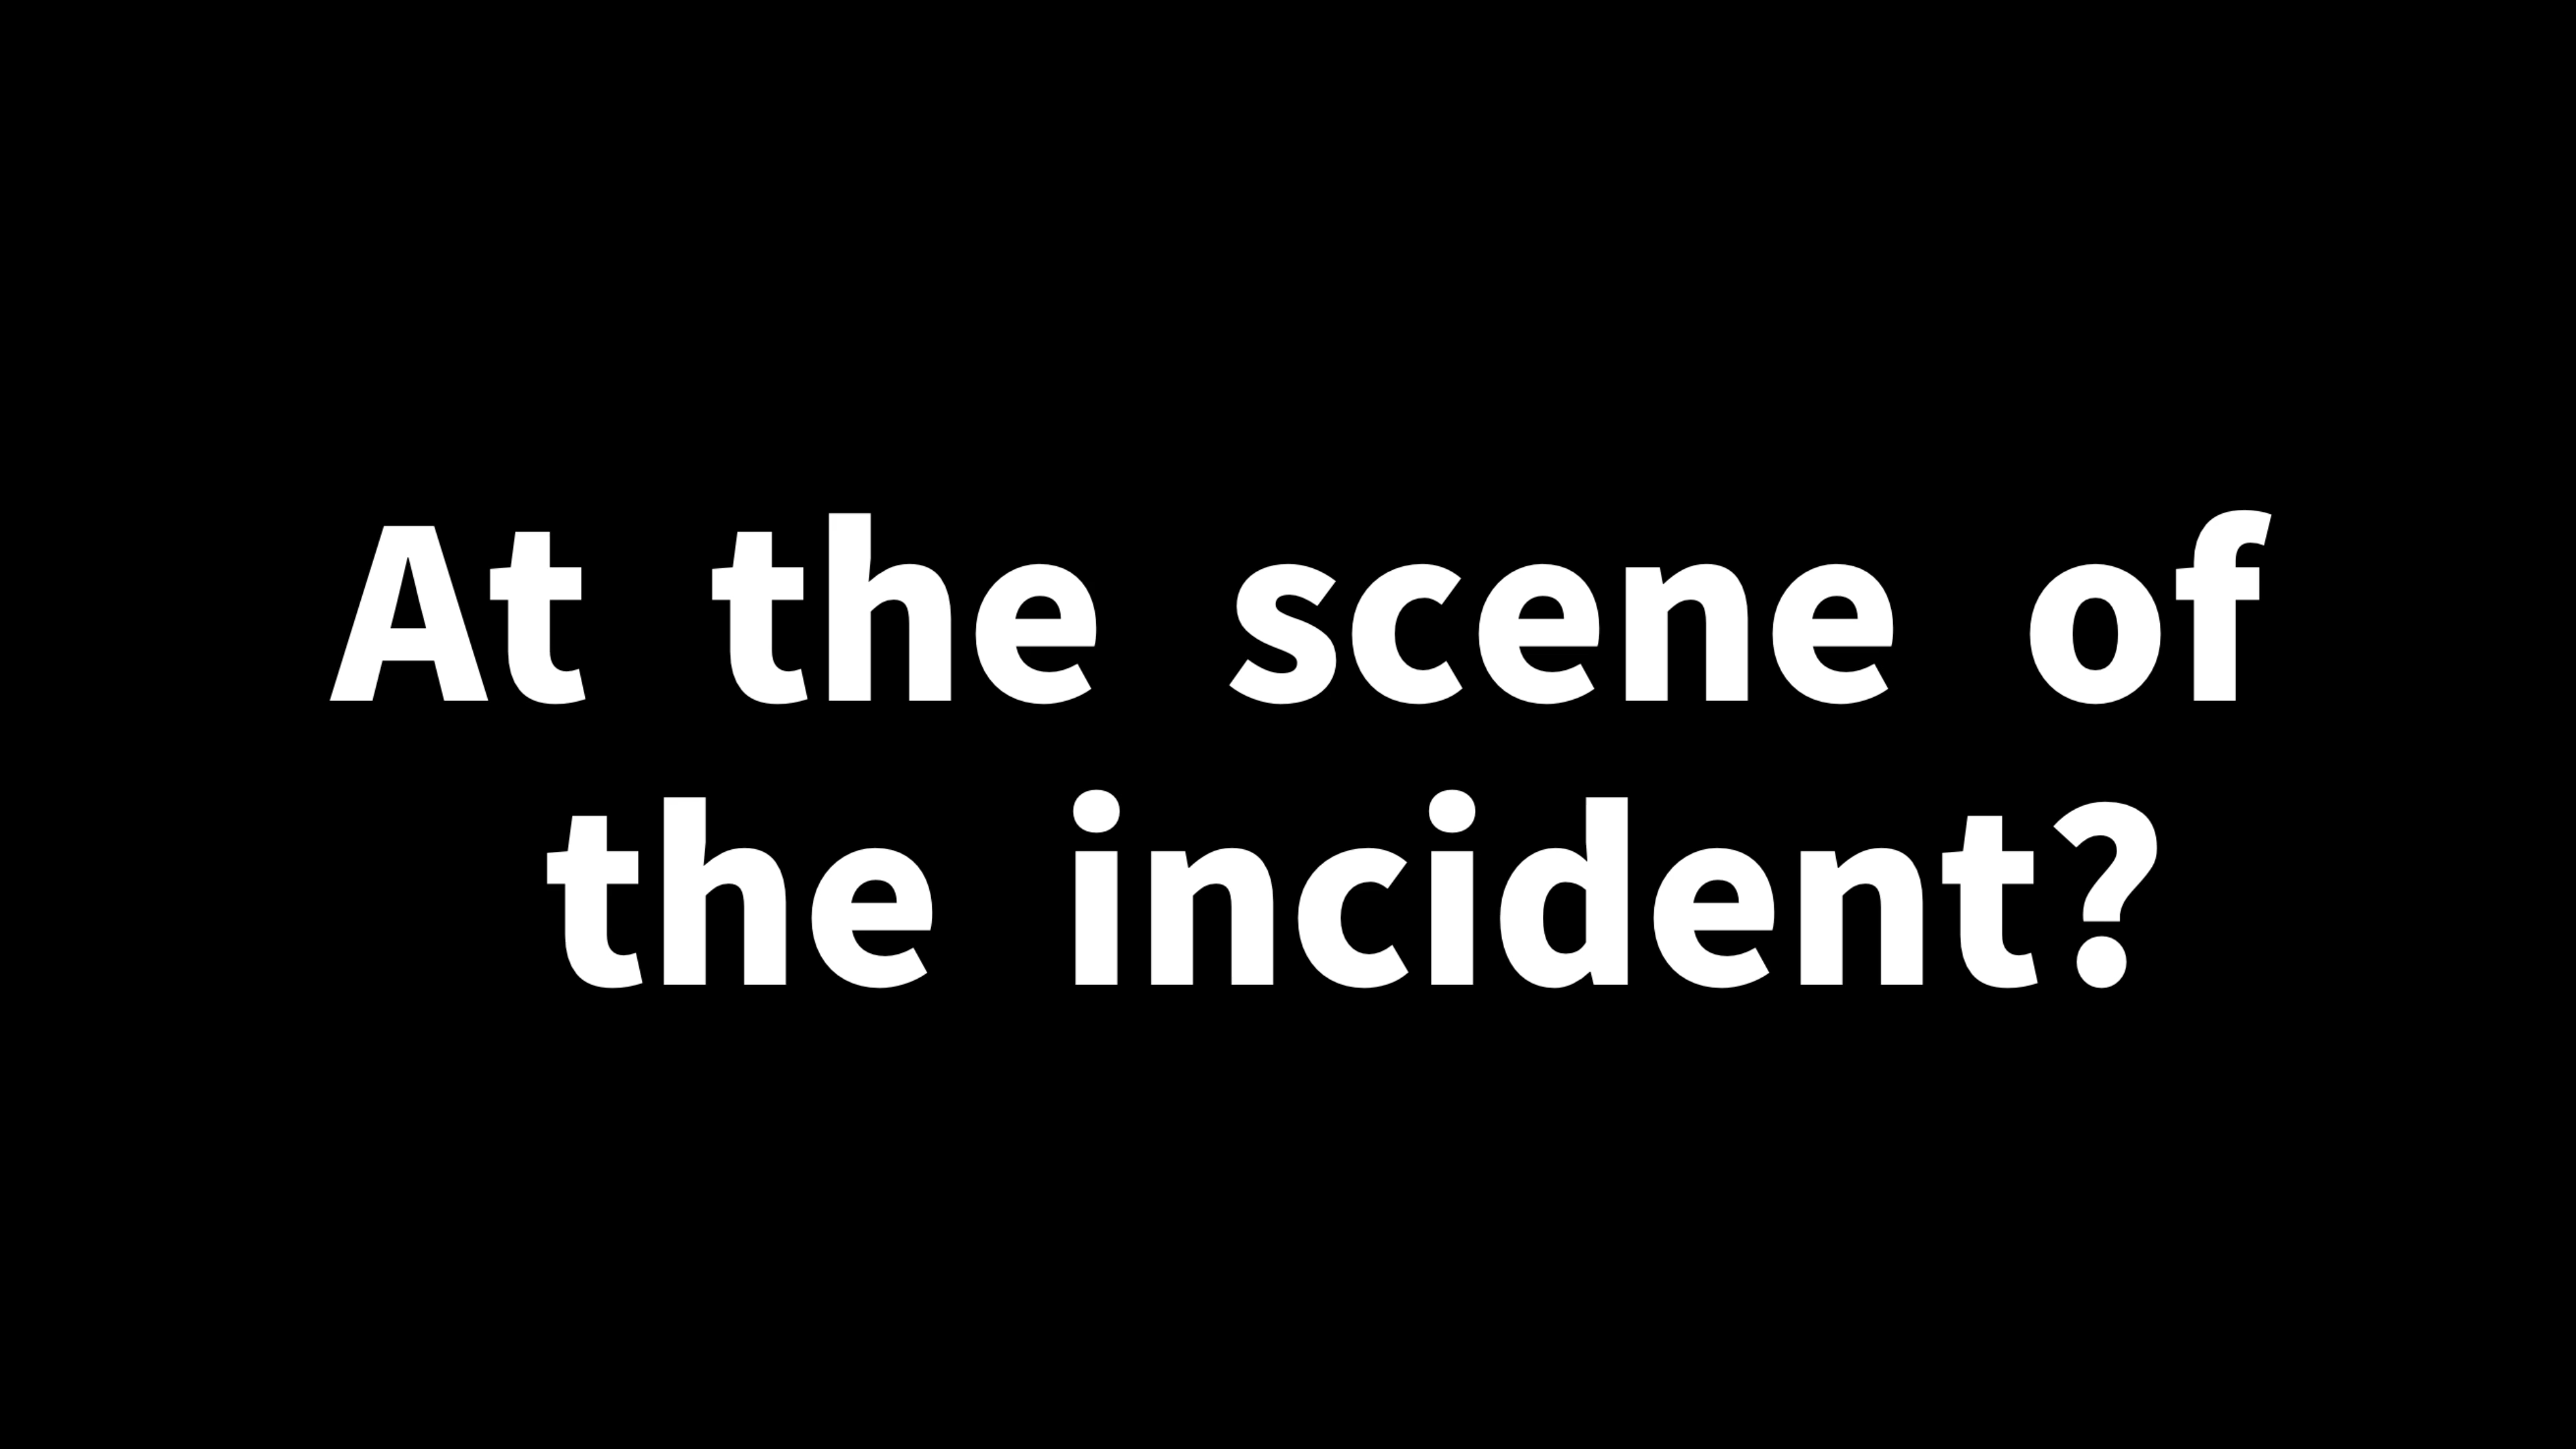 At the scene of
the incident?